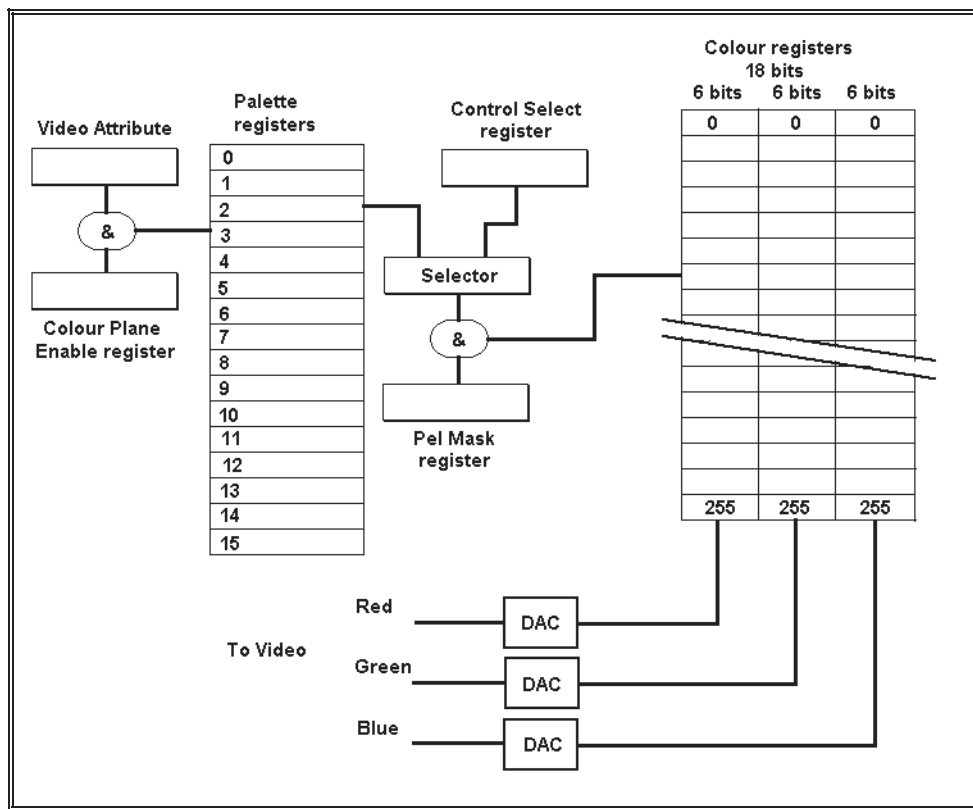 Colour registers
18 bits
6 bits 6 bits 6 bits
Palette
registers
Control Select
register
Video Attribute
0 0 0
0
1
2
3
4
5
6
7
8
9
10
11
12
13
14
15
&
Selector
Colour Plane
Enable register
&
Pel Mask
register
255 255 255
Red
DAC
To Video
Green
DAC
Blue
DAC